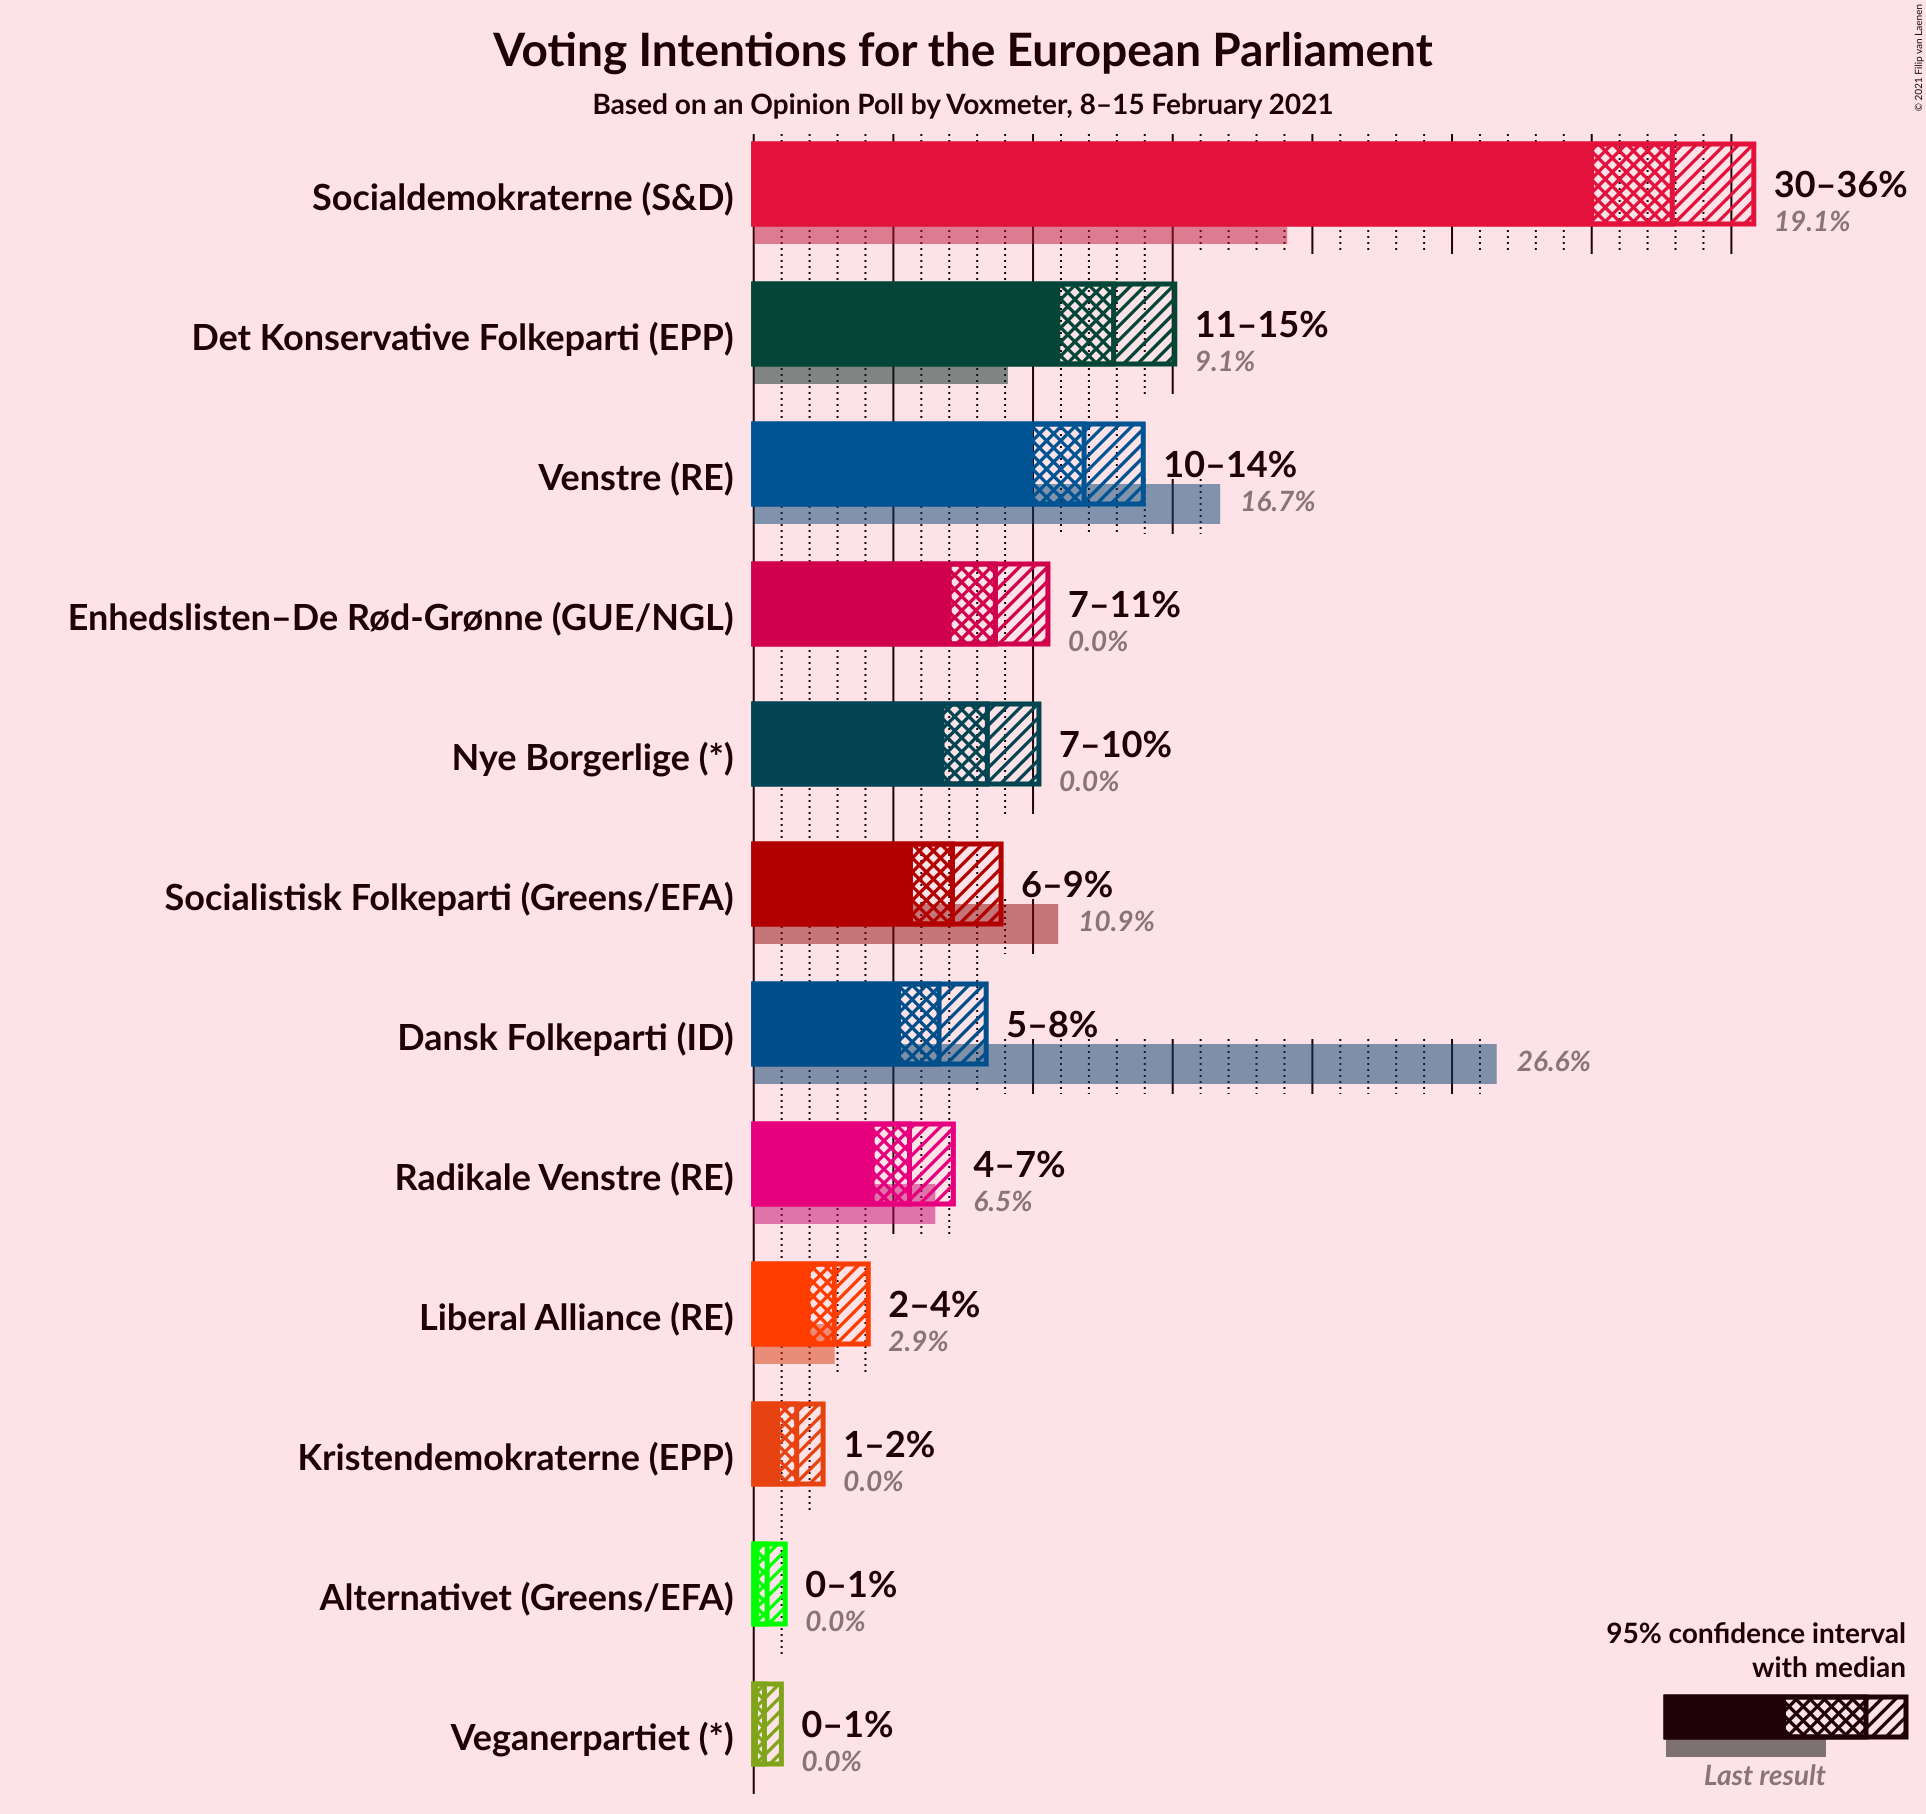 Voting Intentions for the European Parliament
Based on an Opinion Poll by Voxmeter, 8–15 February 2021
© 2021 Filip van Laenen
Socialdemokraterne (S&D)
30–36%
19.1%
Det Konservative Folkeparti (EPP)
11–15%
9.1%
Venstre (RE)
10–14%
16.7%
Enhedslisten–De Rød-Grønne (GUE/NGL)
7–11%
0.0%
Nye Borgerlige (*)
7–10%
0.0%
Socialistisk Folkeparti (Greens/EFA)
6–9%
10.9%
Dansk Folkeparti (ID)
5–8%
26.6%
Radikale Venstre (RE)
4–7%
6.5%
Liberal Alliance (RE)
2–4%
2.9%
Kristendemokraterne (EPP)
1–2%
0.0%
Alternativet (Greens/EFA)
0–1%
0.0%
Veganerpartiet (*)
0–1%
0.0%
95% confidence interval
with median
Last result